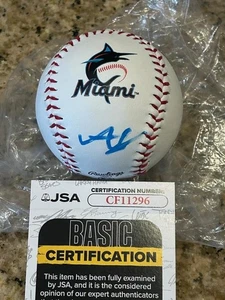 Miami
Rawlings
JSA
CERTIFICATION NUMBER
CF11296
BASIC
CERTIFICATION
This item has been fully
examined by JSA, and it is the
considered opinion of
our expert authenticators